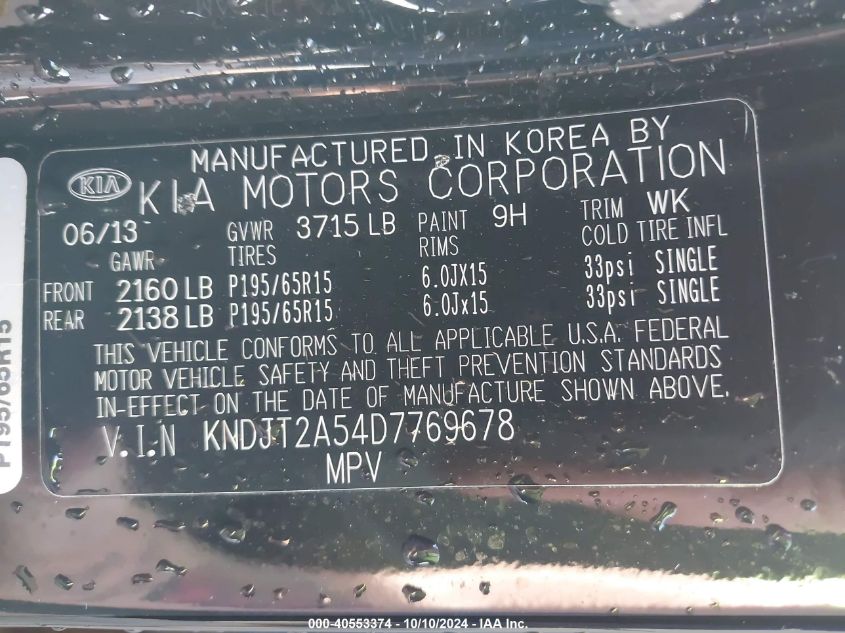 MANUFACTURED IN KOREA BY
KIA KIA MOTORS CORPORATION
06/13 GVWR 3715 LB PAINT 9H TRIM WK
GAWR TIRES RIMS COLD TIRE INFL
FRONT 2160 LB P195/65R15 6.0JX15 33psi SINGLE
REAR 2138 LB P195/65R15 6.0Jx15 33psi SINGLE
THIS VEHICLE CONFORMS TO ALL APPLICABLE U.S.A. FEDERAL
MOTOR VEHICLE SAFETY AND THEFT PREVENTION STANDARDS
IN-EFFECT ON THE DATE OF MANUFACTURE SHOWN ABOVE.
V.I.N KNDJT2A54D7769678
MPV
P195/65R15
000-40553374 - 10/10/2024 - IAA Inc.